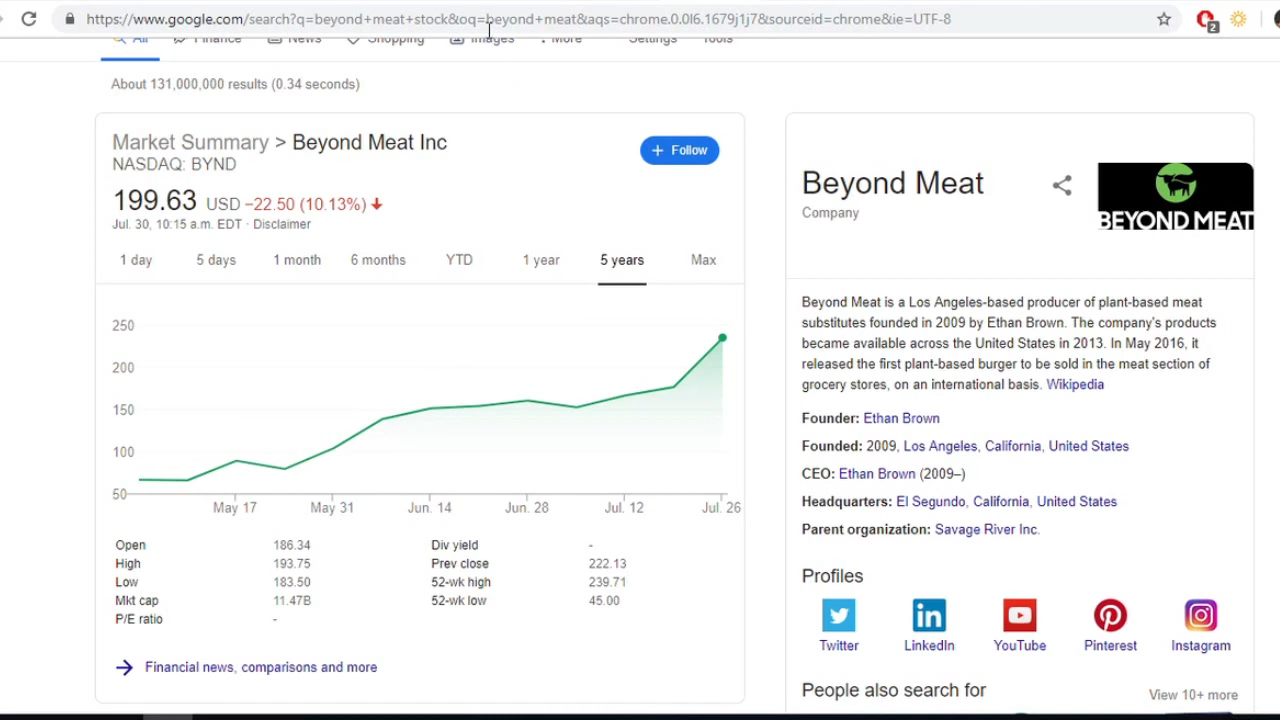 https://www.google.com/search?q=beyond+meat+stock&oq=beyond+meat&aqs=chrome.0.0l6.1679j1j7&sourceid=chrome&ie=UTF-8
2
All Finance News Shopping Images More Settings Tools
About 131,000,000 results (0.34 seconds)
Market Summary > Beyond Meat Inc
NASDAQ: BYND
+ Follow
199.63 USD −22.50 (10.13%)
Jul. 30, 10:15 a.m. EDT · Disclaimer
1 day 5 days 1 month 6 months YTD 1 year 5 years Max
250
200
150
100
50
May 17 May 31 Jun. 14 Jun. 28 Jul. 12 Jul. 26
Open 186.34 Div yield -
High 193.75 Prev close 222.13
Low 183.50 52-wk high 239.71
Mkt cap 11.47B 52-wk low 45.00
P/E ratio -
Financial news, comparisons and more
Beyond Meat
Company
BEYOND MEAT
Beyond Meat is a Los Angeles-based producer of plant-based meat
substitutes founded in 2009 by Ethan Brown. The company's products
became available across the United States in 2013. In May 2016, it
released the first plant-based burger to be sold in the meat section of
grocery stores, on an international basis. Wikipedia
Founder: Ethan Brown
Founded: 2009, Los Angeles, California, United States
CEO: Ethan Brown (2009–)
Headquarters: El Segundo, California, United States
Parent organization: Savage River Inc.
Profiles
Twitter LinkedIn YouTube Pinterest Instagram
People also search for View 10+ more